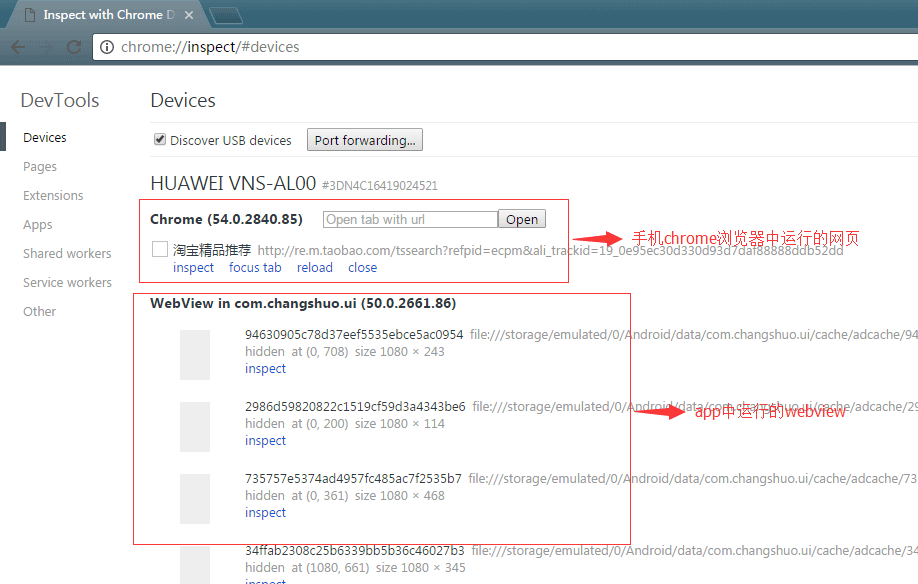 Inspect with Chrome D
chrome://inspect/#devices
DevTools
Devices
Pages
Extensions
Apps
Shared workers
Service workers
Other
Devices
Discover USB devices Port forwarding...
HUAWEI VNS-AL00 #3DN4C16419024521
Chrome (54.0.2840.85) Open tab with url Open
淘宝精品推荐 http://re.m.taobao.com/tssearch?refpid=ecpm&ali_trackid=19_0e95ec30d330d93d7daf88888ddb52dd
inspect focus tab reload close
手机chrome浏览器中运行的网页
WebView in com.changshuo.ui (50.0.2661.86)
94630905c78d37eef5535ebce5ac0954 file:///storage/emulated/0/Android/data/com.changshuo.ui/cache/adcache/94
hidden at (0, 708) size 1080 × 243
inspect
2986d59820822c1519cf59d3a4343be6 file:///storage/emulated/0/Android/data/com.changshuo.ui/cache/adcache/29
hidden at (0, 200) size 1080 × 114
app中运行的webview
inspect
735757e5374ad4957fc485ac7f2535b7 file:///storage/emulated/0/Android/data/com.changshuo.ui/cache/adcache/73
hidden at (0, 361) size 1080 × 468
inspect
34ffab2308c25b6339bb5b36c46027b3 file:///storage/emulated/0/Android/data/com.changshuo.ui/cache/adcache/34
hidden at (1080, 661) size 1080 × 345
inspect